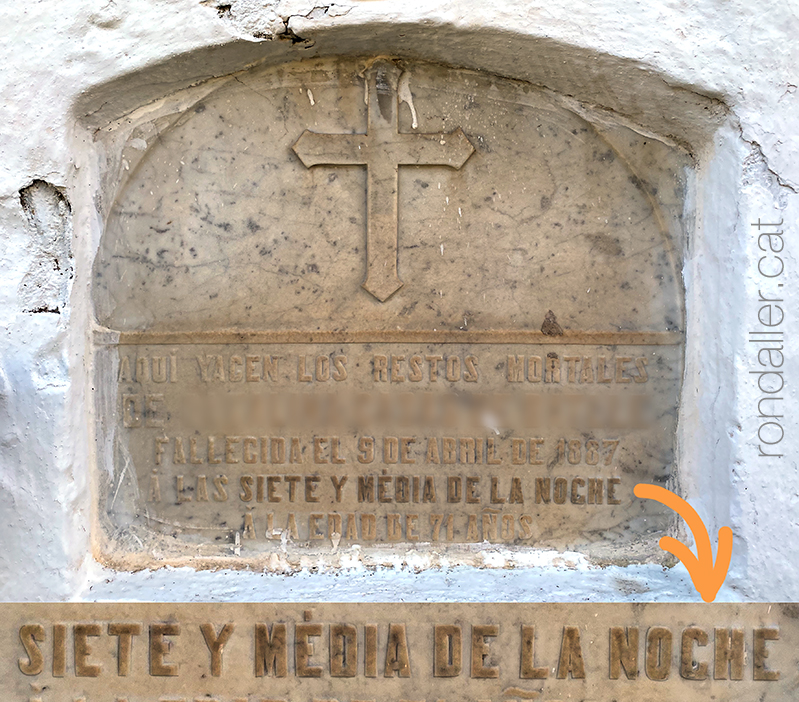 AQUÍ YACEN LOS RESTOS MORTALES
DE
FALLECIDA EL 9 DE ABRIL DE 1887
Á LAS SIETE Y MÉDIA DE LA NOCHE
Á LA EDAD DE 71 AÑOS
rondaller.cat
SIETE Y MÉDIA DE LA NOCHE